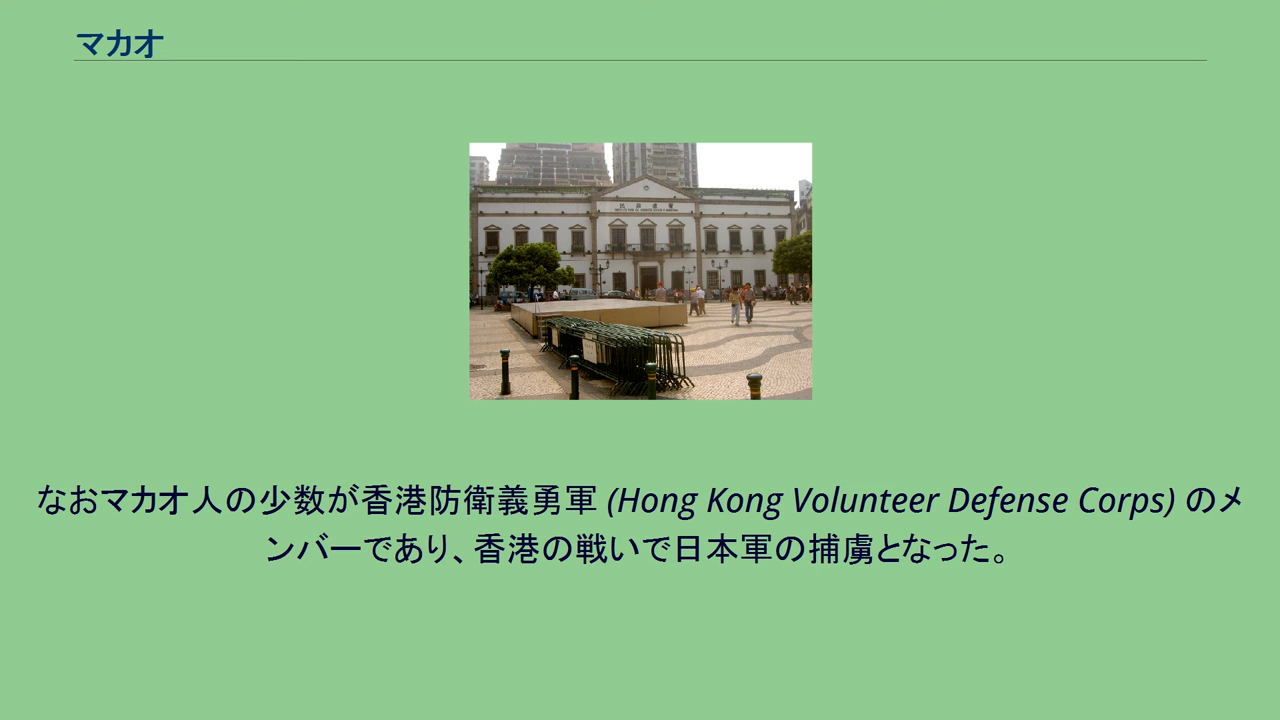 マカオ
なおマカオ人の少数が香港防衛義勇軍 (Hong Kong Volunteer Defense Corps) のメ
ンバーであり、香港の戦いで日本軍の捕虜となった。